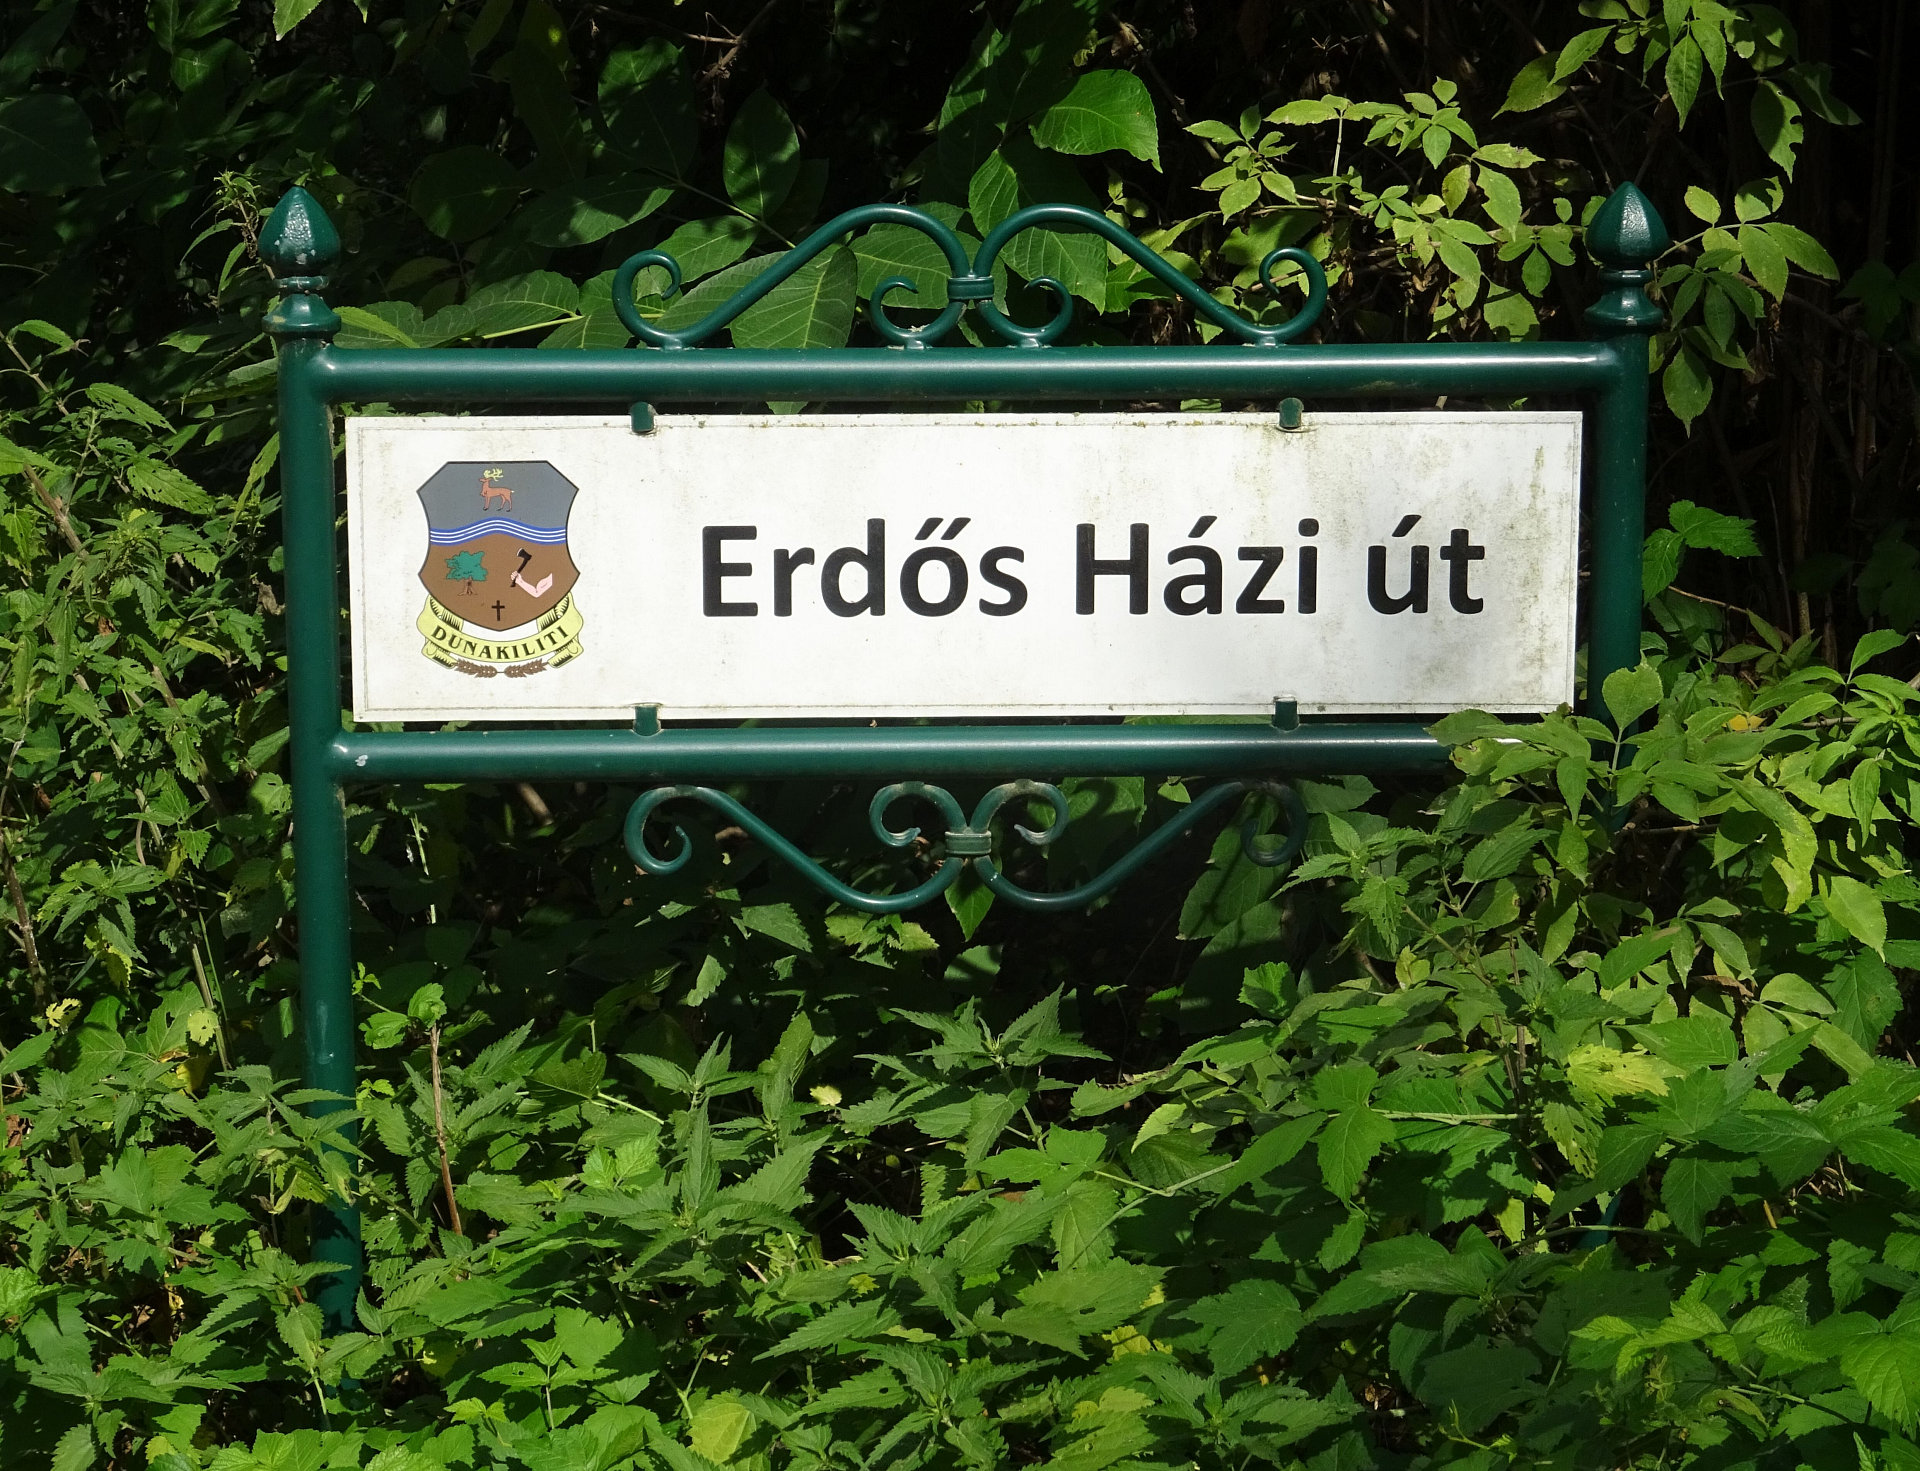 Erdős Házi út
DUNAKILITI